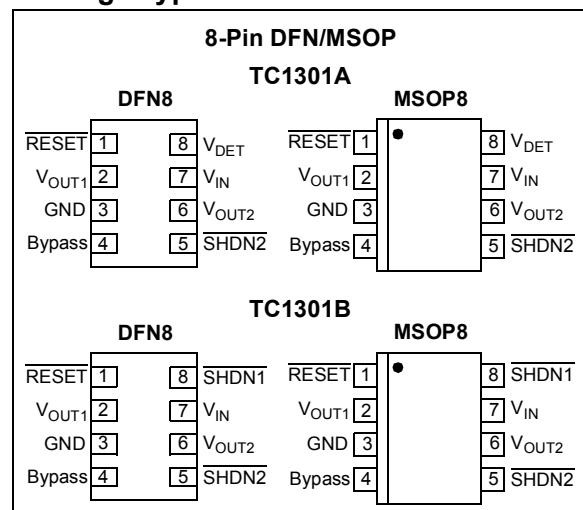 8-Pin DFN/MSOP
TC1301A
DFN8 MSOP8
RESET 1 8 VDET RESET 1 8 VDET
VOUT1 2 7 VIN VOUT1 2 7 VIN
GND 3 6 VOUT2 GND 3 6 VOUT2
Bypass 4 5 SHDN2 Bypass 4 5 SHDN2
TC1301B
DFN8 MSOP8
RESET 1 8 SHDN1 RESET 1 8 SHDN1
VOUT1 2 7 VIN VOUT1 2 7 VIN
GND 3 6 VOUT2 GND 3 6 VOUT2
Bypass 4 5 SHDN2 Bypass 4 5 SHDN2